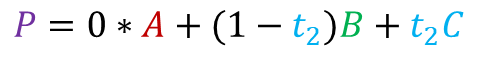 P = 0 * A + (1 − t₂)B + t₂C